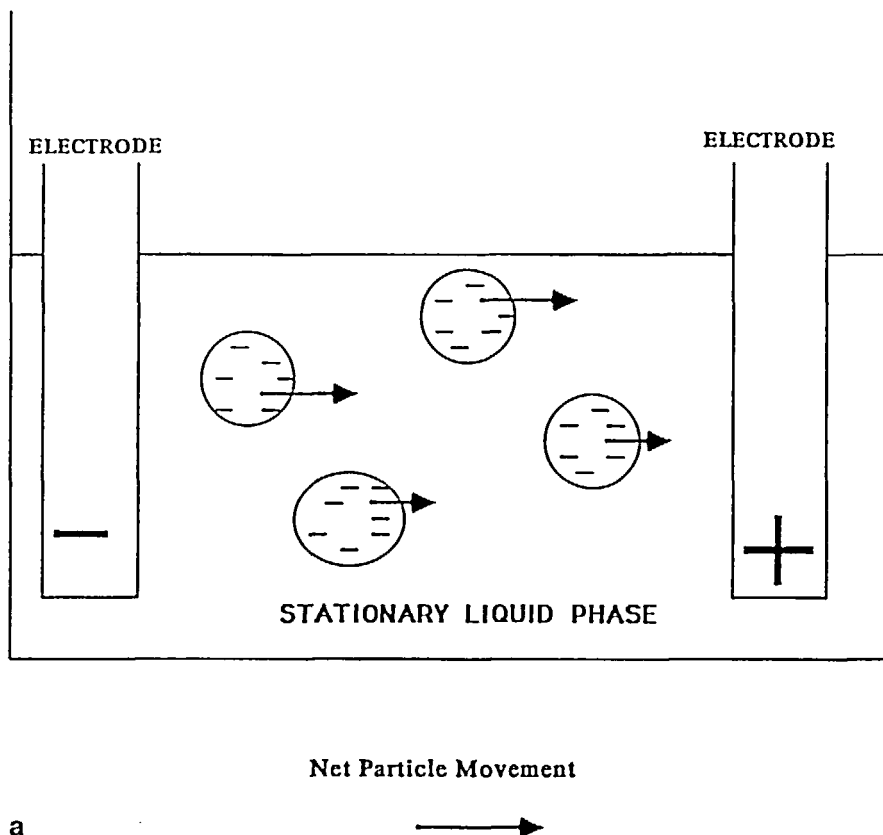 ELECTRODE
ELECTRODE
STATIONARY LIQUID PHASE
Net Particle Movement
a